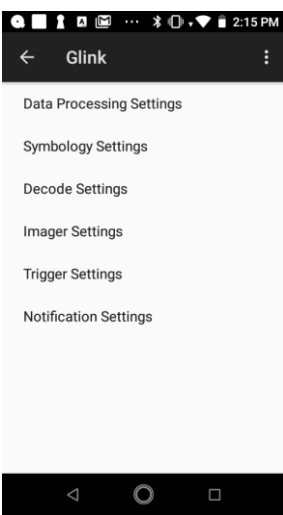 2:15 PM
Glink
Data Processing Settings
Symbology Settings
Decode Settings
Imager Settings
Trigger Settings
Notification Settings